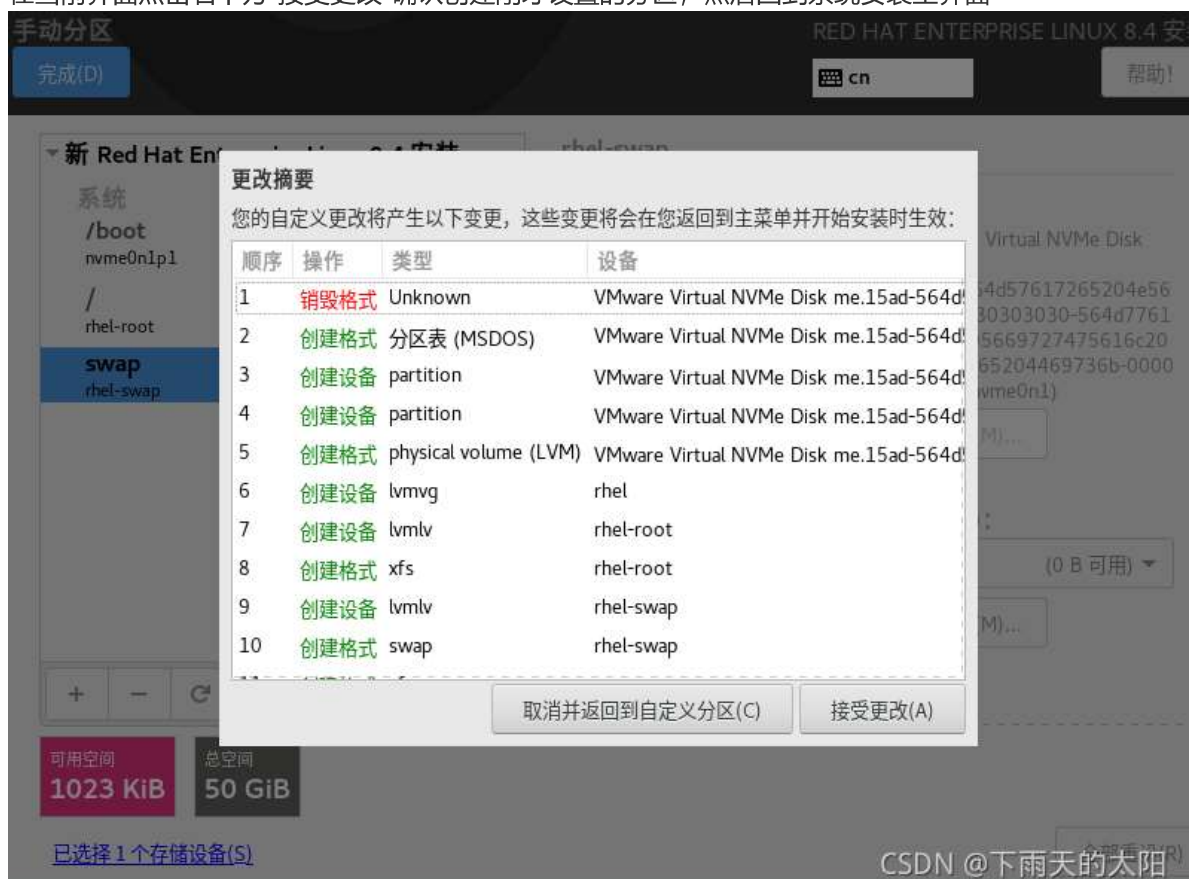 手动分区
RED HAT ENTERPRISE LINUX 8.4 安
完成(D)
cn
帮助!
新 Red Hat En
rhel-swap
系统
/boot
nvme0n1p1
/
rhel-root
swap
rhel-swap
更改摘要
您的自定义更改将产生以下变更，这些变更将会在您返回到主菜单并开始安装时生效：
顺序 操作 类型 设备
1 销毁格式 Unknown VMware Virtual NVMe Disk me.15ad-564d5
2 创建格式 分区表 (MSDOS) VMware Virtual NVMe Disk me.15ad-564d5
3 创建设备 partition VMware Virtual NVMe Disk me.15ad-564d5
4 创建设备 partition VMware Virtual NVMe Disk me.15ad-564d5
5 创建格式 physical volume (LVM) VMware Virtual NVMe Disk me.15ad-564d5
6 创建设备 lvmvg rhel
7 创建设备 lvmlv rhel-root
8 创建格式 xfs rhel-root
9 创建设备 lvmlv rhel-swap
10 创建格式 swap rhel-swap
取消并返回到自定义分区(C)
接受更改(A)
Virtual NVMe Disk
4d57617265204e56
30303030-564d7761
5669727475616c20
65204469736b-0000
vme0n1)
M)...
(0 B 可用)
M)...
+ −
可用空间
1023 KiB
总空间
50 GiB
已选择 1 个存储设备(S)
CSDN @下雨天的太阳